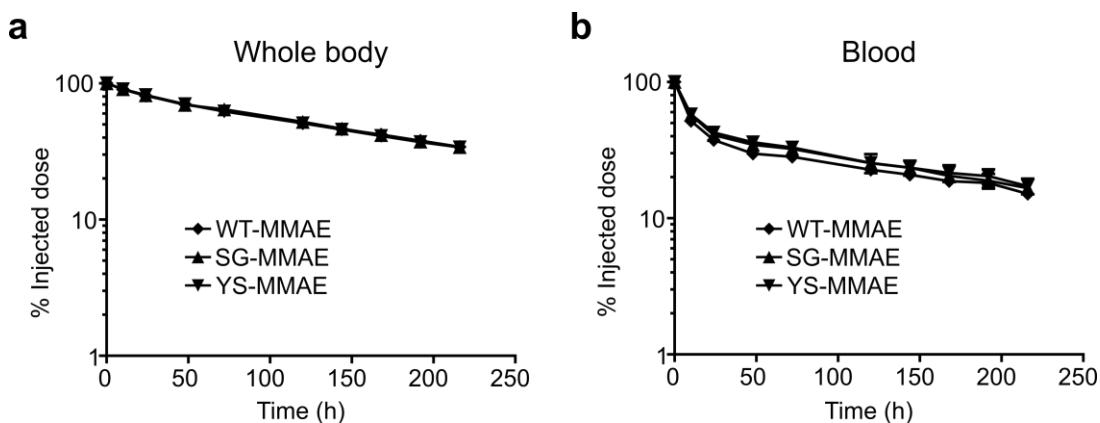 a
Whole body
% Injected dose
100
10
1
WT-MMAE
SG-MMAE
YS-MMAE
0 50 100 150 200 250
Time (h)
b
Blood
% Injected dose
100
10
1
WT-MMAE
SG-MMAE
YS-MMAE
0 50 100 150 200 250
Time (h)